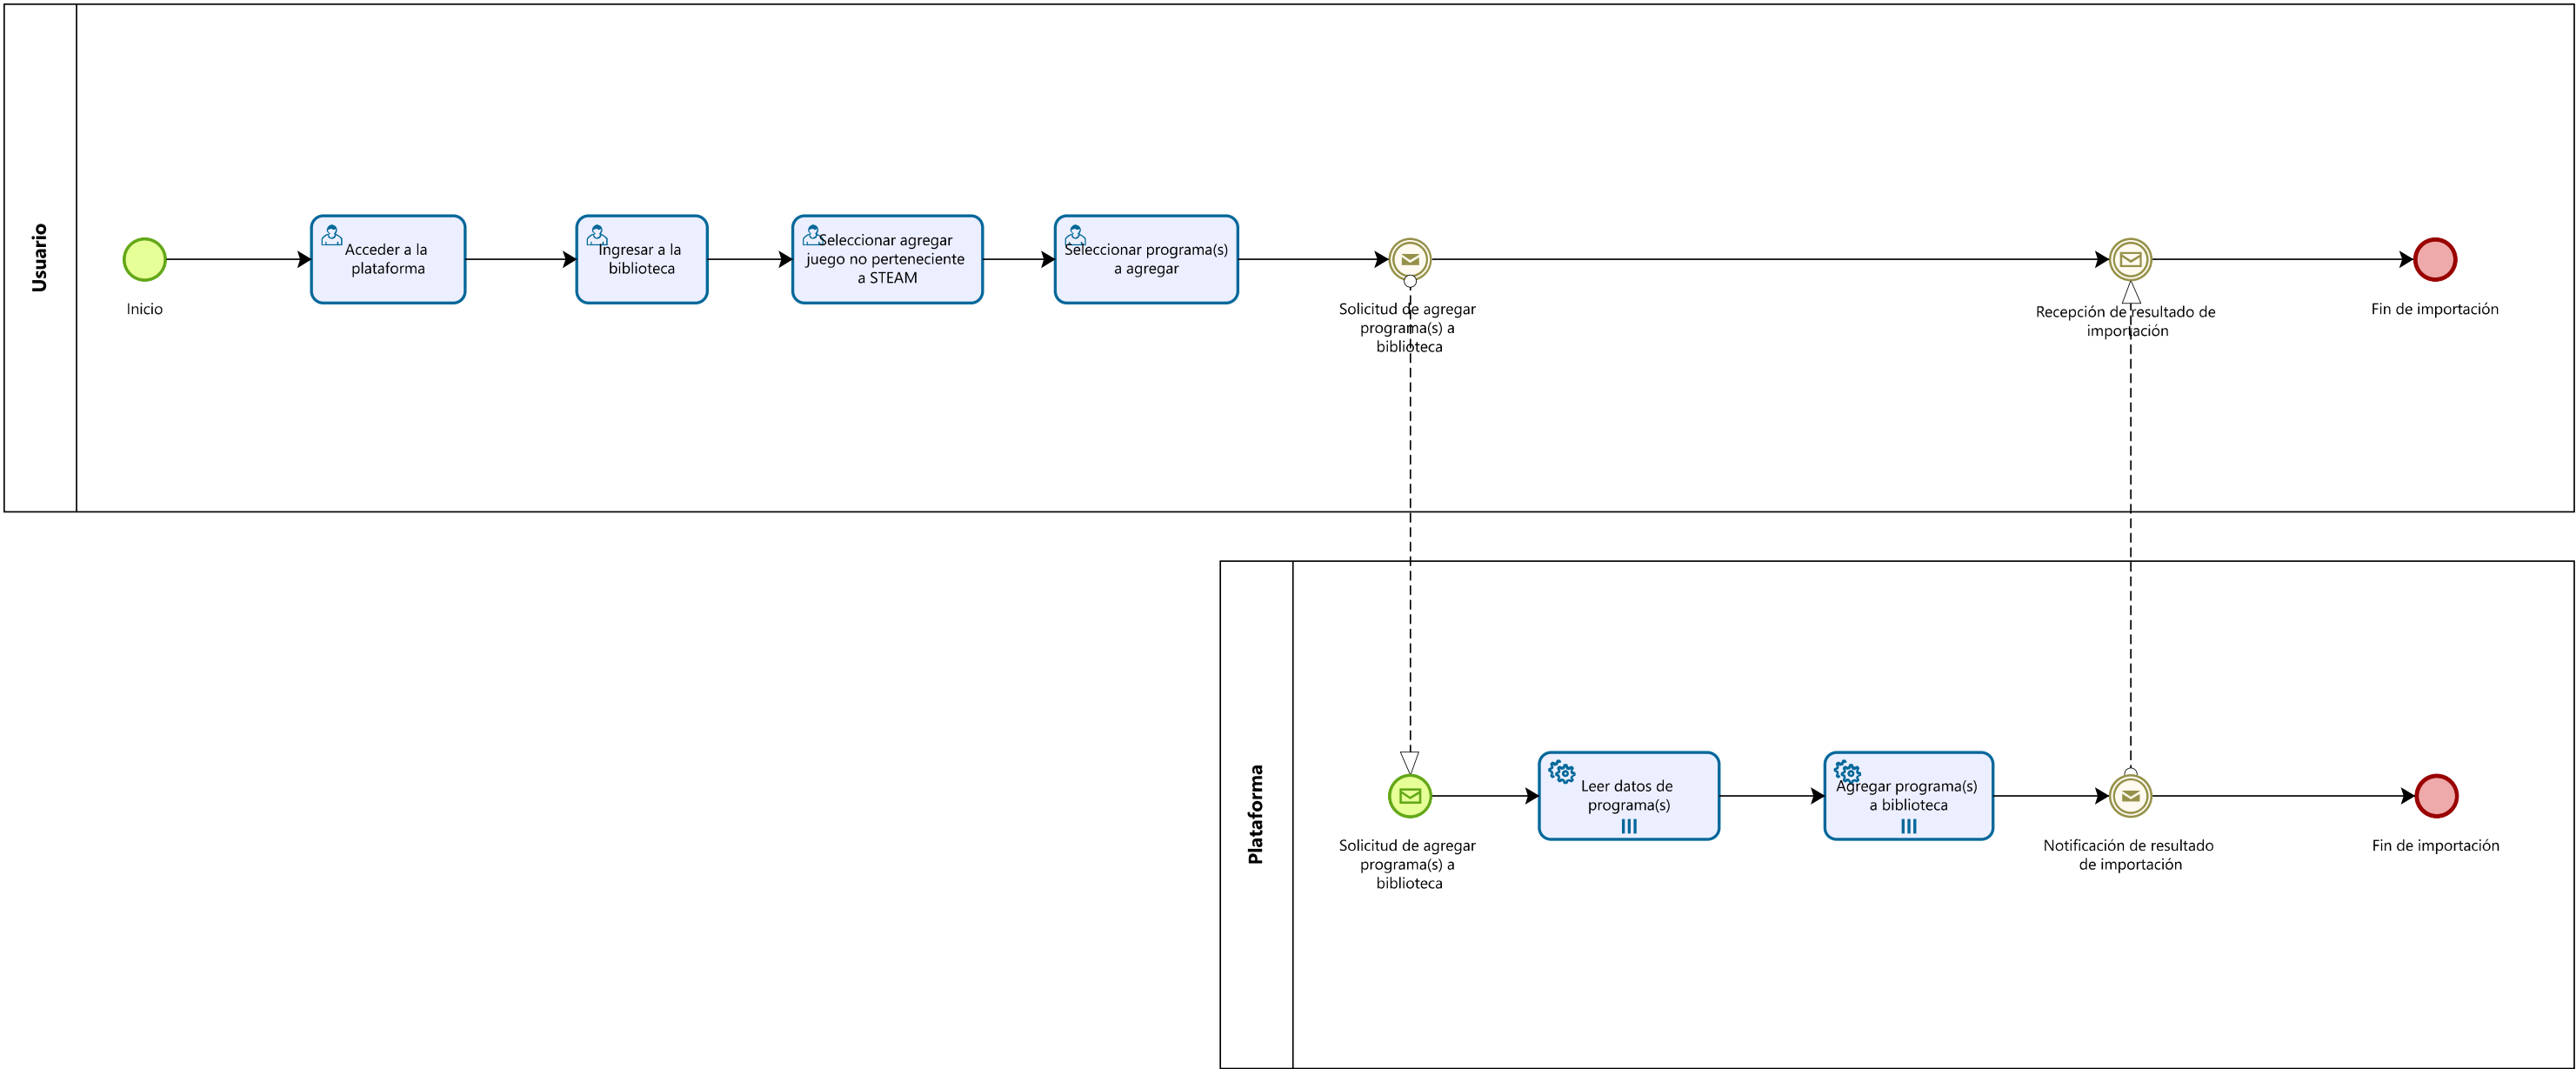 Usuario
Inicio
Acceder a la
plataforma
Ingresar a la
biblioteca
Seleccionar agregar
juego no perteneciente
a STEAM
Seleccionar programa(s)
a agregar
Solicitud de agregar
programa(s) a
biblioteca
Recepción de resultado de
importación
Fin de importación
Plataforma
Solicitud de agregar
programa(s) a
biblioteca
Leer datos de
programa(s)
Agregar programa(s)
a biblioteca
Notificación de resultado
de importación
Fin de importación